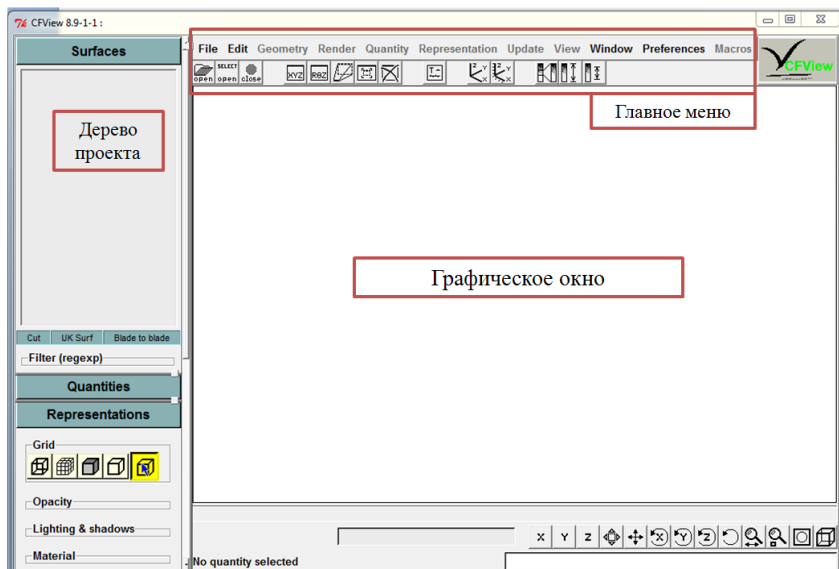 CFView 8.9-1-1 :
Surfaces
File Edit Geometry Render Quantity Representation Update View Window Preferences Macros
open SELECT open close XYZ RΘZ
CFView
Главное меню
Дерево
проекта
Графическое окно
Cut UK Surf Blade to blade
Filter (regexp)
Quantities
Representations
Grid
Opacity
Lighting & shadows
Material
X Y Z X Y Z
No quantity selected